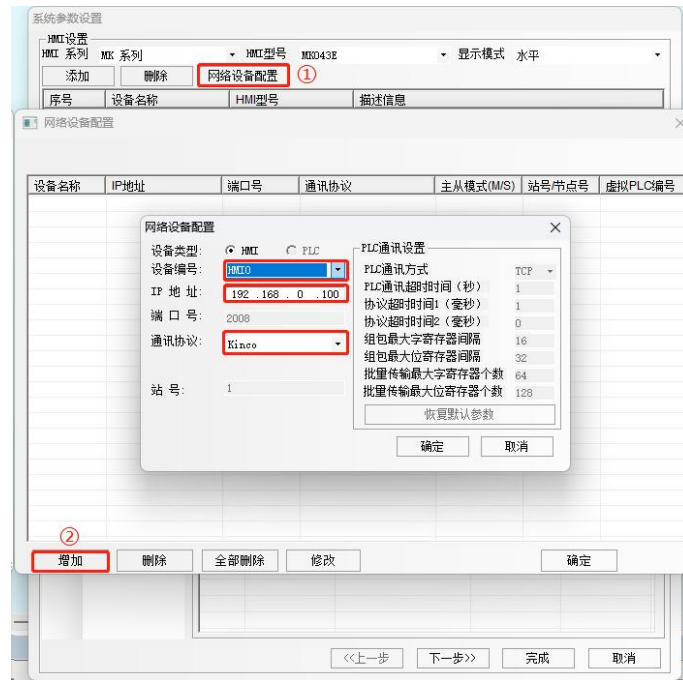 系统参数设置
HMI设置
HMI 系列 MK 系列 HMI型号 MK043E 显示模式 水平
添加 删除 网络设备配置 ①
序号 设备名称 HMI型号 描述信息
网络设备配置
设备名称 IP地址 端口号 通讯协议 主从模式(M/S) 站号/节点号 虚拟PLC编号
网络设备配置
设备类型: HMI PLC PLC通讯设置
设备编号: HMI0 PLC通讯方式 TCP
PLC通讯超时时间（秒） 1
IP 地 址: 192 .168 . 0 .100 协议超时时间1（毫秒） 1
端 口 号: 2008 协议超时时间2（毫秒） 0
通讯协议: Kinco 组包最大字寄存器间隔 16
组包最大位寄存器间隔 32
批量传输最大字寄存器个数 64
站 号: 1 批量传输最大位寄存器个数 128
恢复默认参数
确定 取消
②
增加 删除 全部删除 修改 确定
<<上一步 下一步>> 完成 取消